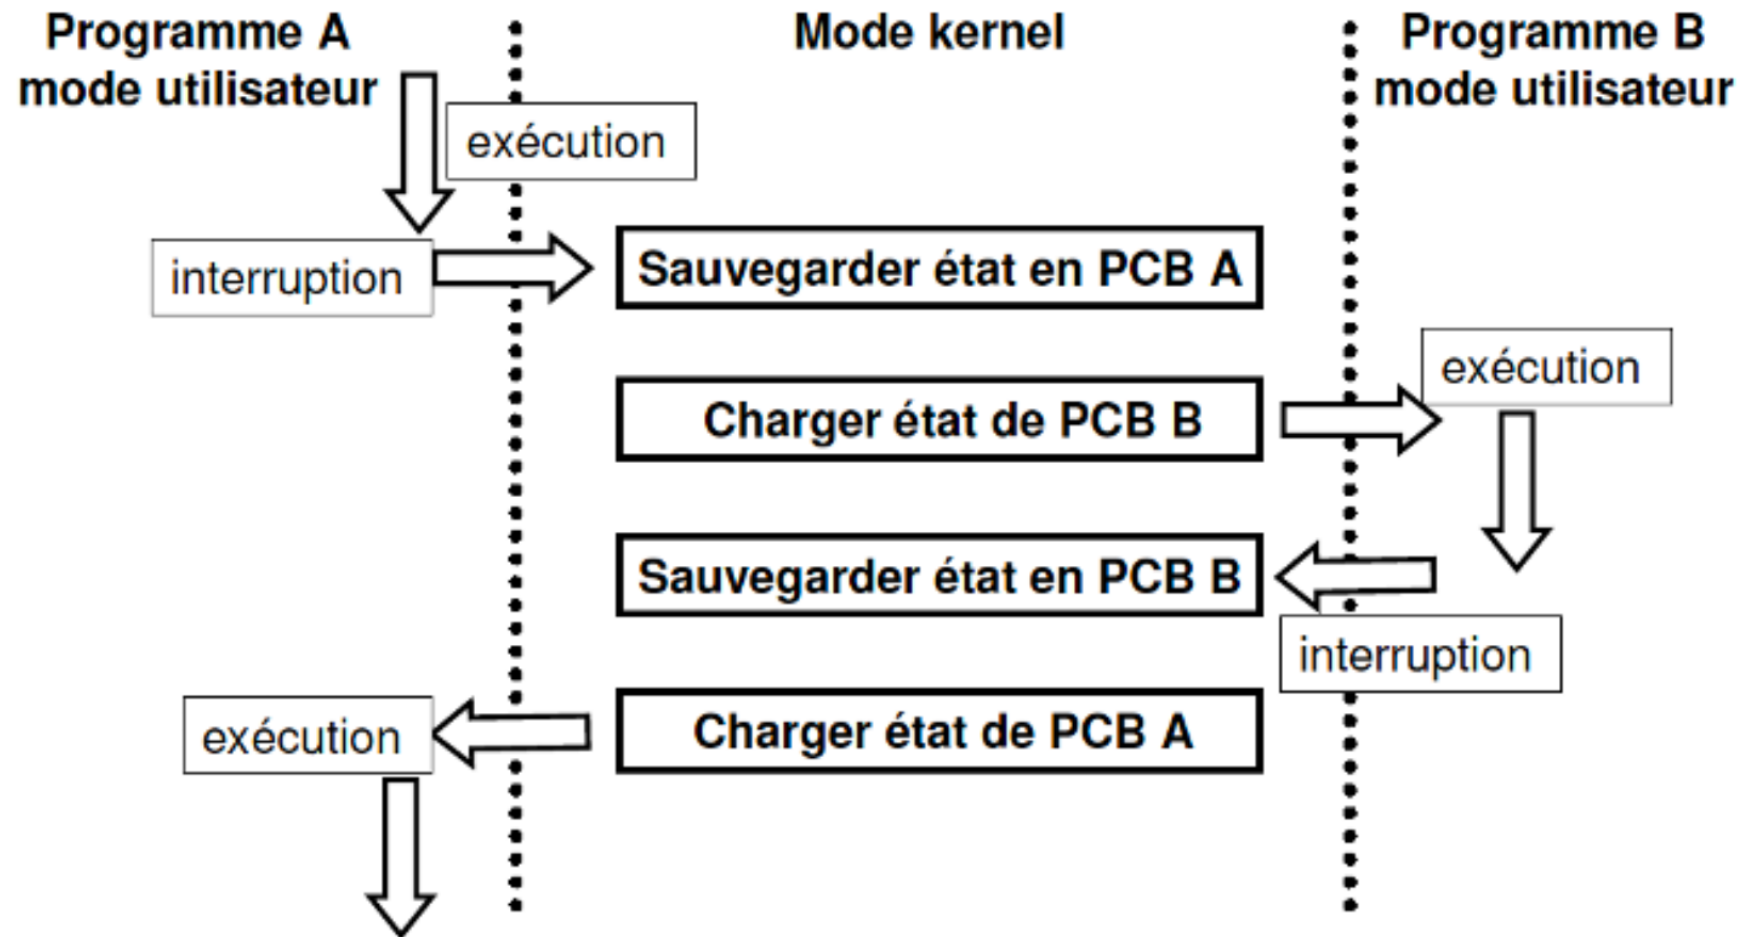 Programme A
mode utilisateur
Mode kernel
Programme B
mode utilisateur
exécution
interruption
Sauvegarder état en PCB A
exécution
Charger état de PCB B
Sauvegarder état en PCB B
interruption
exécution
Charger état de PCB A